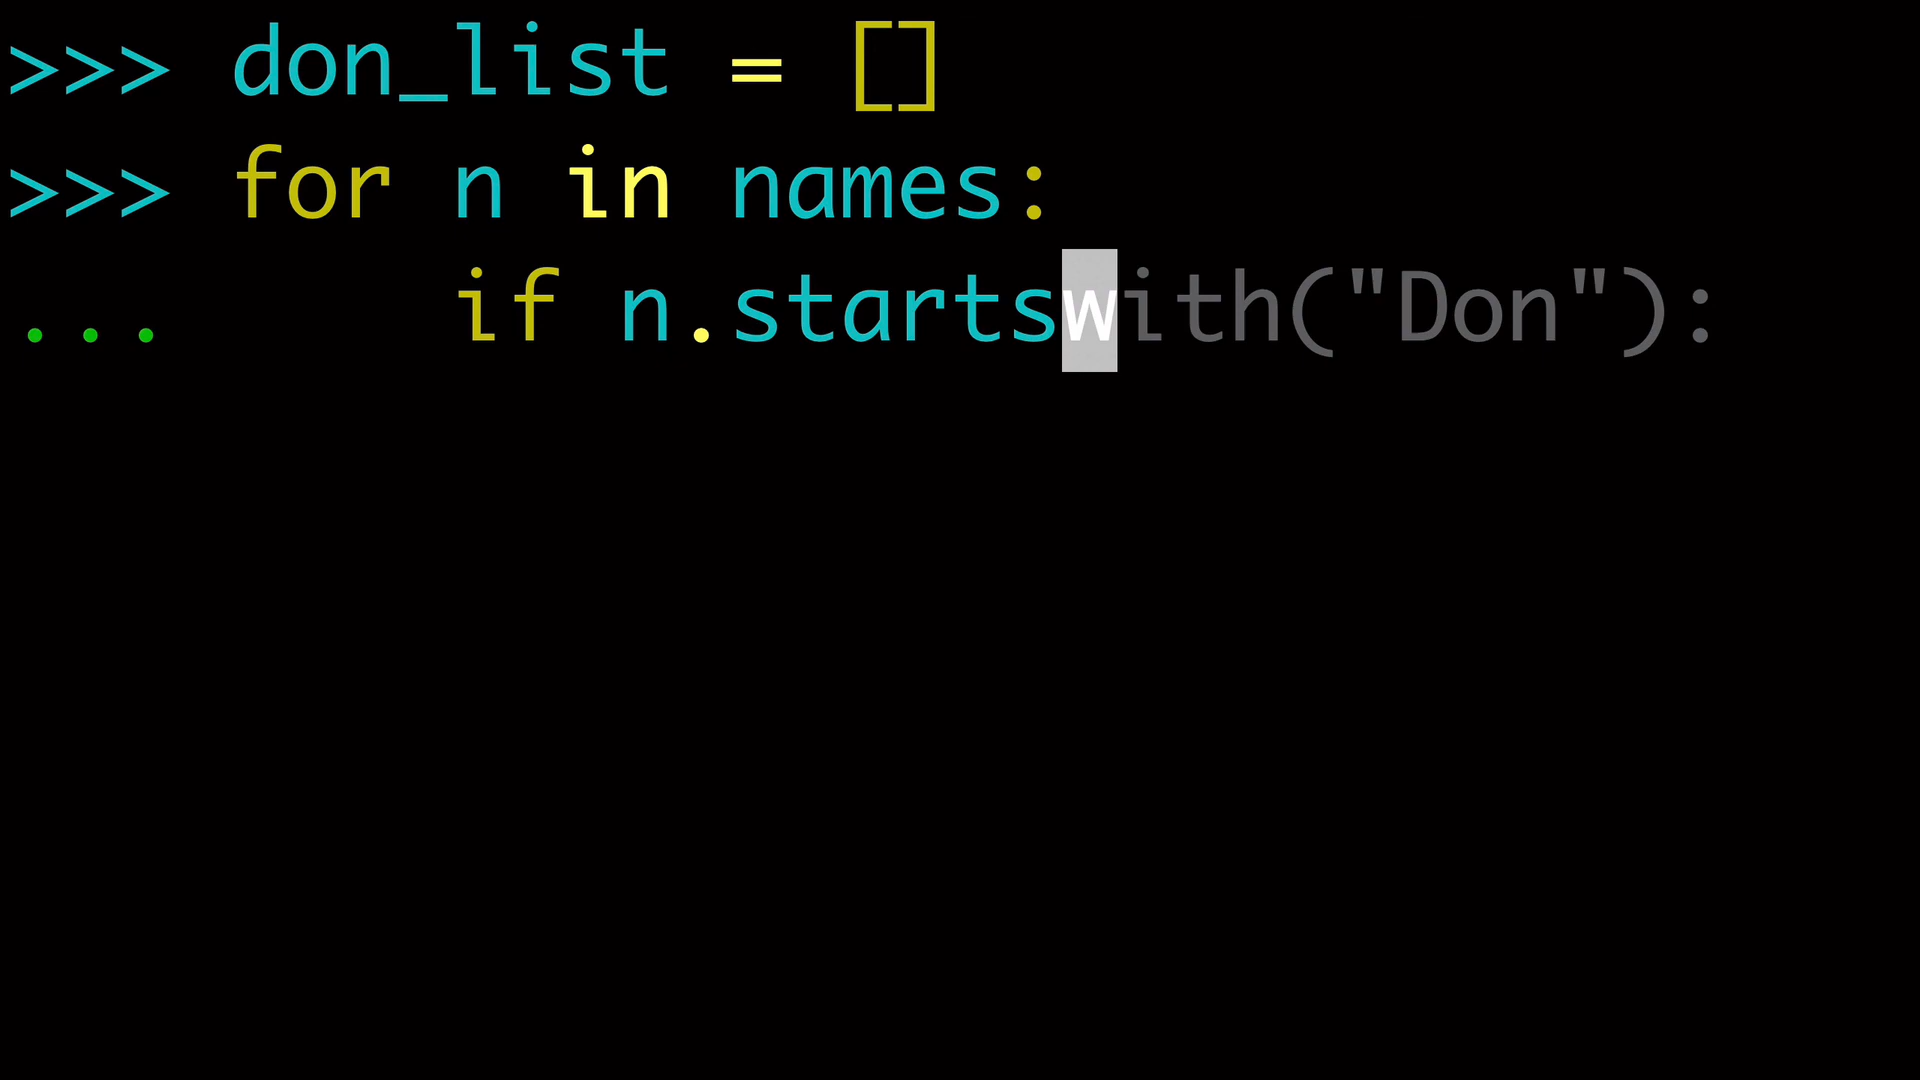 >>> don_list = []
>>> for n in names:
...     if n.startswith("Don"):